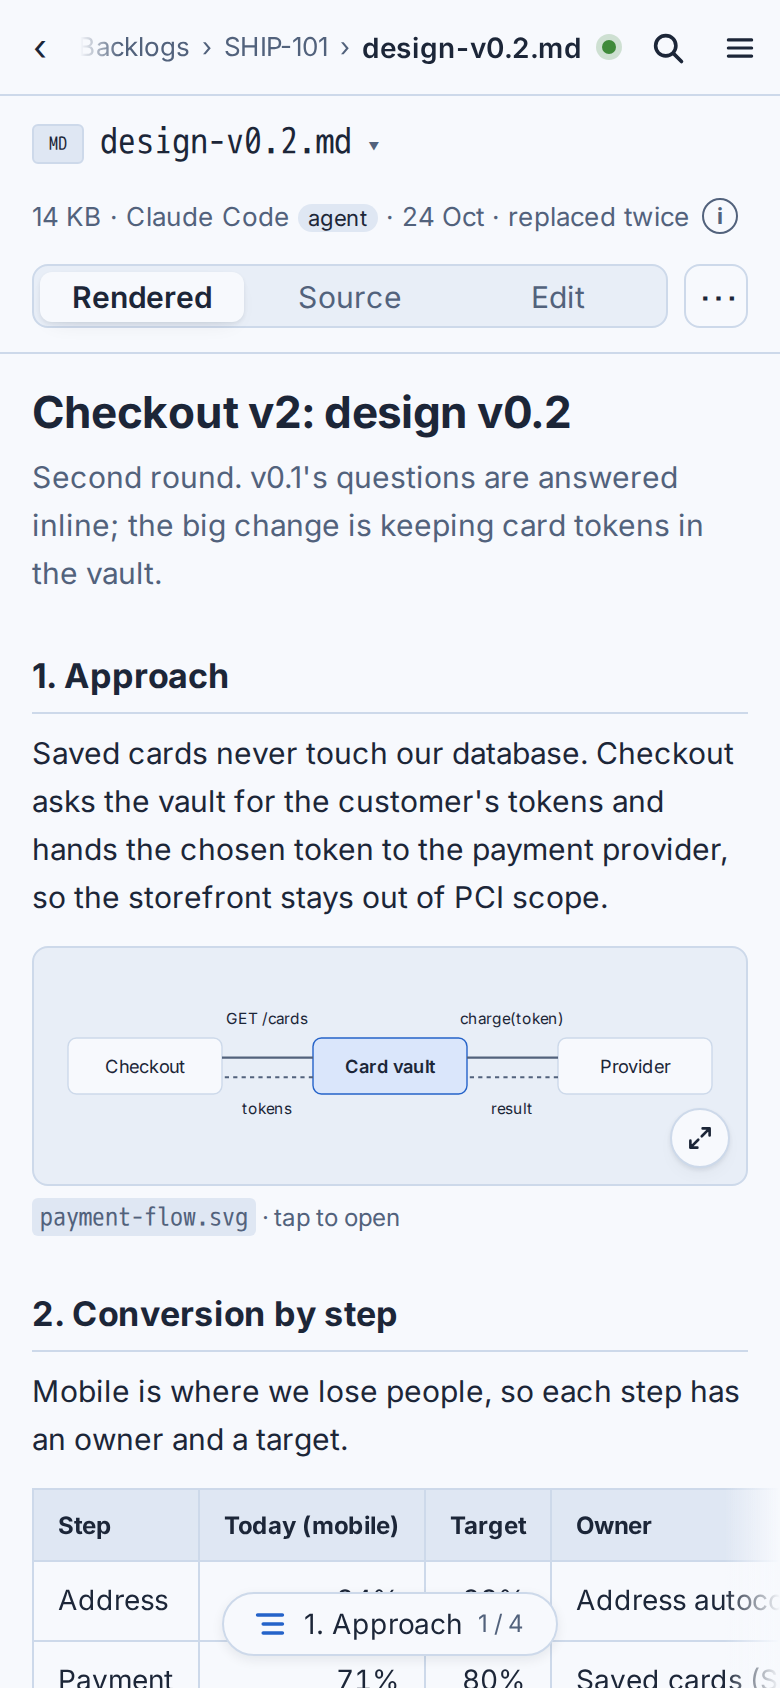 ‹ Backlogs › SHIP-101 › design-v0.2.md
MD design-v0.2.md ▾
14 KB · Claude Code agent · 24 Oct · replaced twice i
Rendered Source Edit ...
Checkout v2: design v0.2
Second round. v0.1's questions are answered
inline; the big change is keeping card tokens in
the vault.
1. Approach
Saved cards never touch our database. Checkout
asks the vault for the customer's tokens and
hands the chosen token to the payment provider,
so the storefront stays out of PCI scope.
GET /cards charge(token)
Checkout Card vault Provider
tokens result
payment-flow.svg · tap to open
2. Conversion by step
Mobile is where we lose people, so each step has
an owner and a target.
Step Today (mobile) Target Owner
Address Address
1. Approach 1 / 4
Payment 71% 80% Saved cards